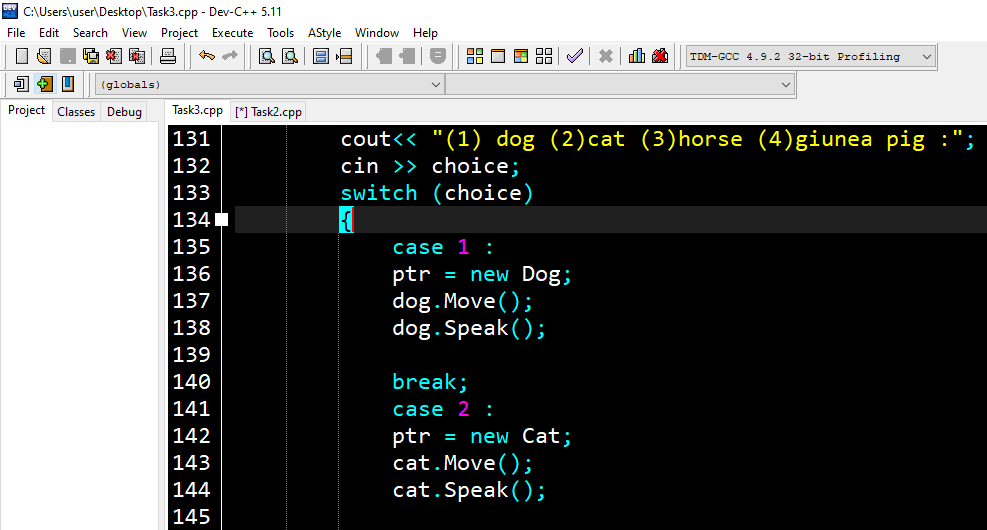 C:\Users\user\Desktop\Task3.cpp - Dev-C++ 5.11
File Edit Search View Project Execute Tools AStyle Window Help
TDM-GCC 4.9.2 32-bit Profiling
(globals)
Project Classes Debug Task3.cpp [*] Task2.cpp
131 cout<< "(1) dog (2)cat (3)horse (4)giunea pig :";
132 cin >> choice;
133 switch (choice)
134 {
135 case 1 :
136 ptr = new Dog;
137 dog.Move();
138 dog.Speak();
139
140 break;
141 case 2 :
142 ptr = new Cat;
143 cat.Move();
144 cat.Speak();
145